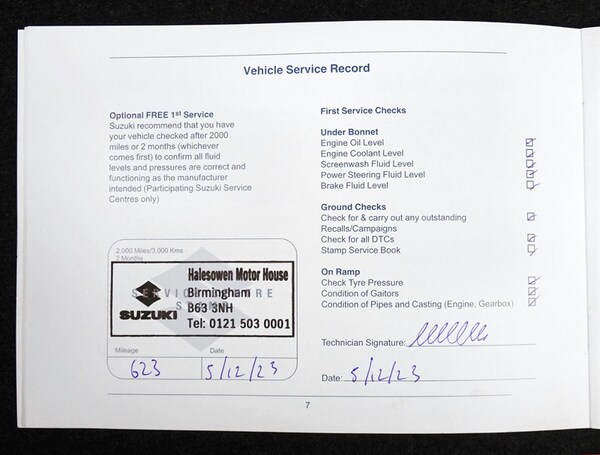 Vehicle Service Record
Optional FREE 1st Service
Suzuki recommend that you have
your vehicle checked after 2000
miles or 2 months (whichever
comes first) to confirm all fluid
levels and pressures are correct and
functioning as the manufacturer
intended (Participating Suzuki Service
Centres only)
2,000 Miles/3,000 Kms
2 Months
Halesowen Motor House
Birmingham
B63 3NH
Tel: 0121 503 0001
SUZUKI
Mileage
Date
623
5/12/23
First Service Checks
Under Bonnet
Engine Oil Level
Engine Coolant Level
Screenwash Fluid Level
Power Steering Fluid Level
Brake Fluid Level
Ground Checks
Check for & carry out any outstanding
Recalls/Campaigns
Check for all DTCs
Stamp Service Book
On Ramp
Check Tyre Pressure
Condition of Gaitors
Condition of Pipes and Casting (Engine, Gearbox)
Technician Signature:
Date: 5/12/23
7